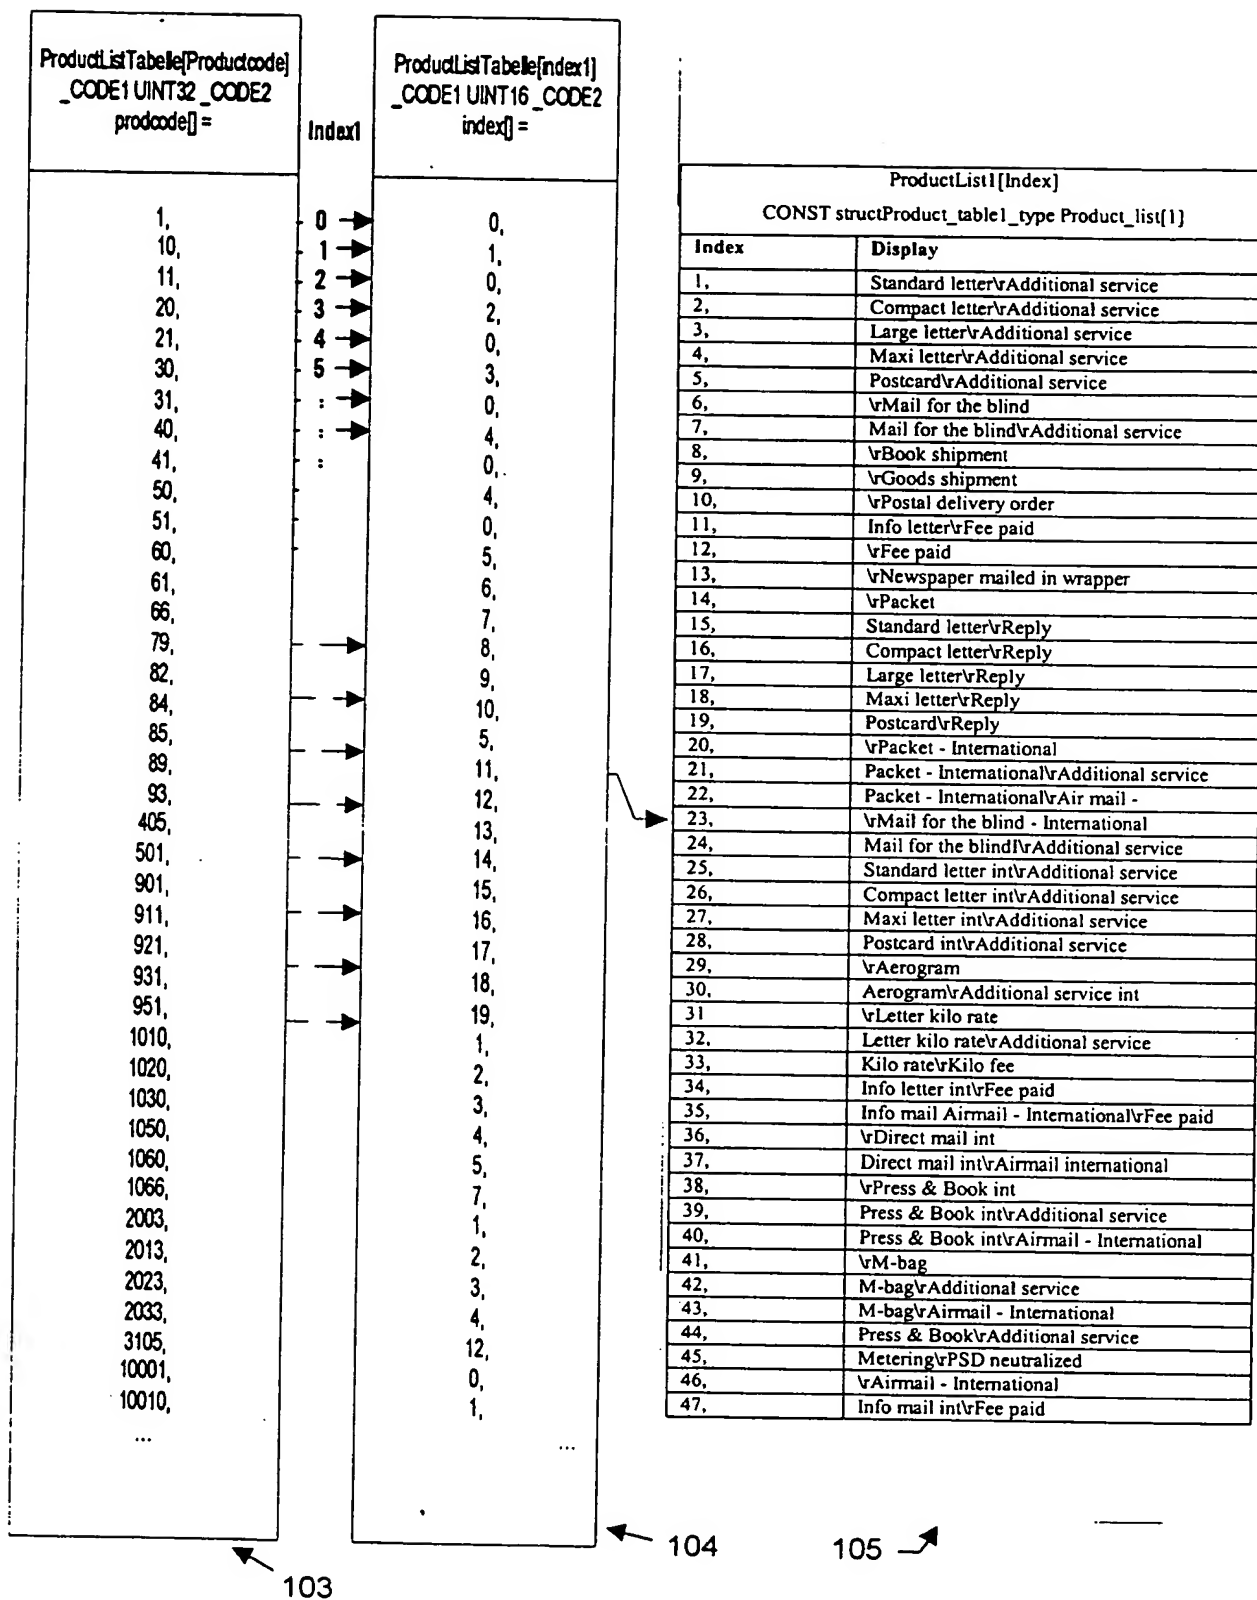 ProductListTabelle[Productcode]
_CODE1 UINT32 _CODE2
prodcode[] =
Index1
ProductListTabelle[index1]
_CODE1 UINT16 _CODE2
index[] =
1,
10,
11,
20,
21,
30,
31,
40,
41,
50,
51,
60,
61,
66,
79,
82,
84,
85,
89,
93,
405,
501,
901,
911,
921,
931,
951,
1010,
1020,
1030,
1050,
1060,
1066,
2003,
2013,
2023,
2033,
3105,
10001,
10010,
...
0
1
2
3
4
5
:
:
:
0,
1,
0,
2,
0,
3,
0,
4,
0,
4,
0,
5,
6,
7,
8,
9,
10,
5,
11,
12,
13,
14,
15,
16,
17,
18,
19,
1,
2,
3,
4,
5,
7,
1,
2,
3,
4,
12,
0,
1,
...
ProductList1[Index]
CONST structProduct_table1_type Product_list[1]
Index Display
1, Standard letter\rAdditional service
2, Compact letter\rAdditional service
3, Large letter\rAdditional service
4, Maxi letter\rAdditional service
5, Postcard\rAdditional service
6, \rMail for the blind
7, Mail for the blind\rAdditional service
8, \rBook shipment
9, \rGoods shipment
10, \rPostal delivery order
11, Info letter\rFee paid
12, \rFee paid
13, \rNewspaper mailed in wrapper
14, \rPacket
15, Standard letter\rReply
16, Compact letter\rReply
17, Large letter\rReply
18, Maxi letter\rReply
19, Postcard\rReply
20, \rPacket - International
21, Packet - International\rAdditional service
22, Packet - International\rAir mail -
23, \rMail for the blind - International
24, Mail for the blindI\rAdditional service
25, Standard letter int\rAdditional service
26, Compact letter int\rAdditional service
27, Maxi letter int\rAdditional service
28, Postcard int\rAdditional service
29, \rAerogram
30, Aerogram\rAdditional service int
31 \rLetter kilo rate
32, Letter kilo rate\rAdditional service
33, Kilo rate\rKilo fee
34, Info letter int\rFee paid
35, Info mail Airmail - International\rFee paid
36, \rDirect mail int
37, Direct mail int\rAirmail international
38, \rPress & Book int
39, Press & Book int\rAdditional service
40, Press & Book int\rAirmail - International
41, \rM-bag
42, M-bag\rAdditional service
43, M-bag\rAirmail - International
44, Press & Book\rAdditional service
45, Metering\rPSD neutralized
46, \rAirmail - International
47, Info mail int\rFee paid
103
104
105